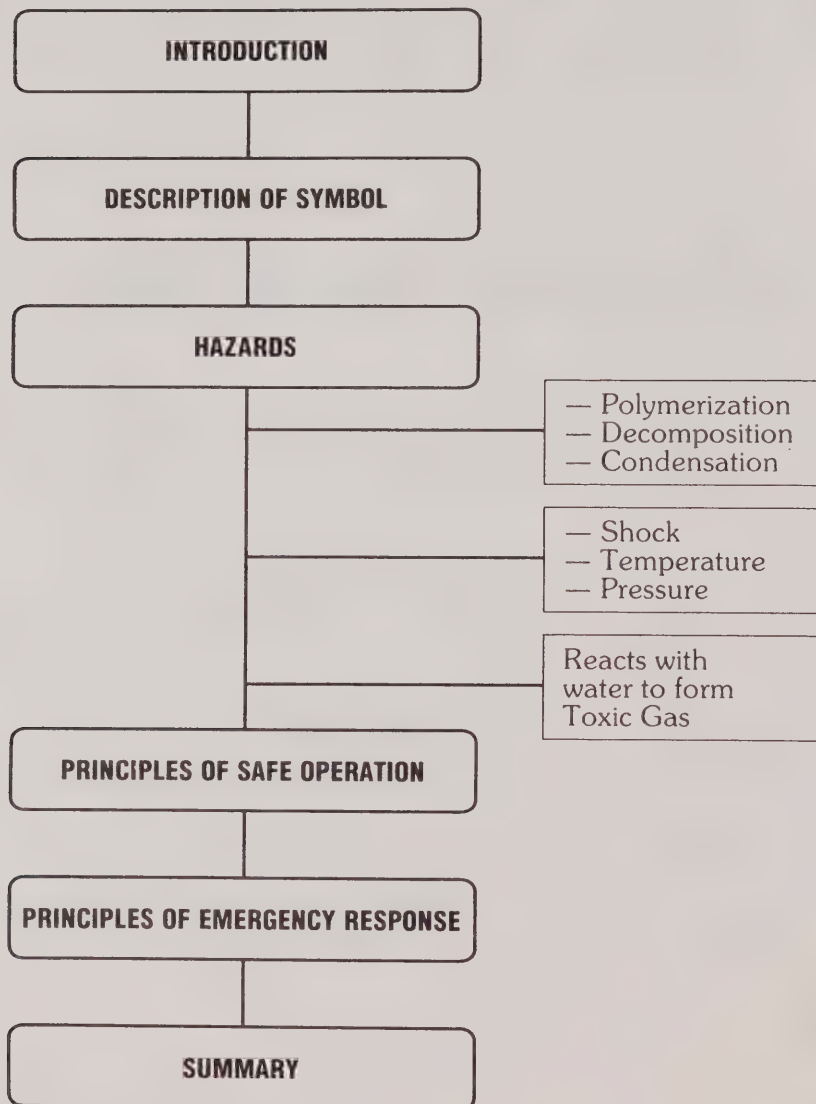 INTRODUCTION
DESCRIPTION OF SYMBOL
HAZARDS
— Polymerization
— Decomposition
— Condensation
— Shock
— Temperature
— Pressure
Reacts with
water to form
Toxic Gas
PRINCIPLES OF SAFE OPERATION
PRINCIPLES OF EMERGENCY RESPONSE
SUMMARY